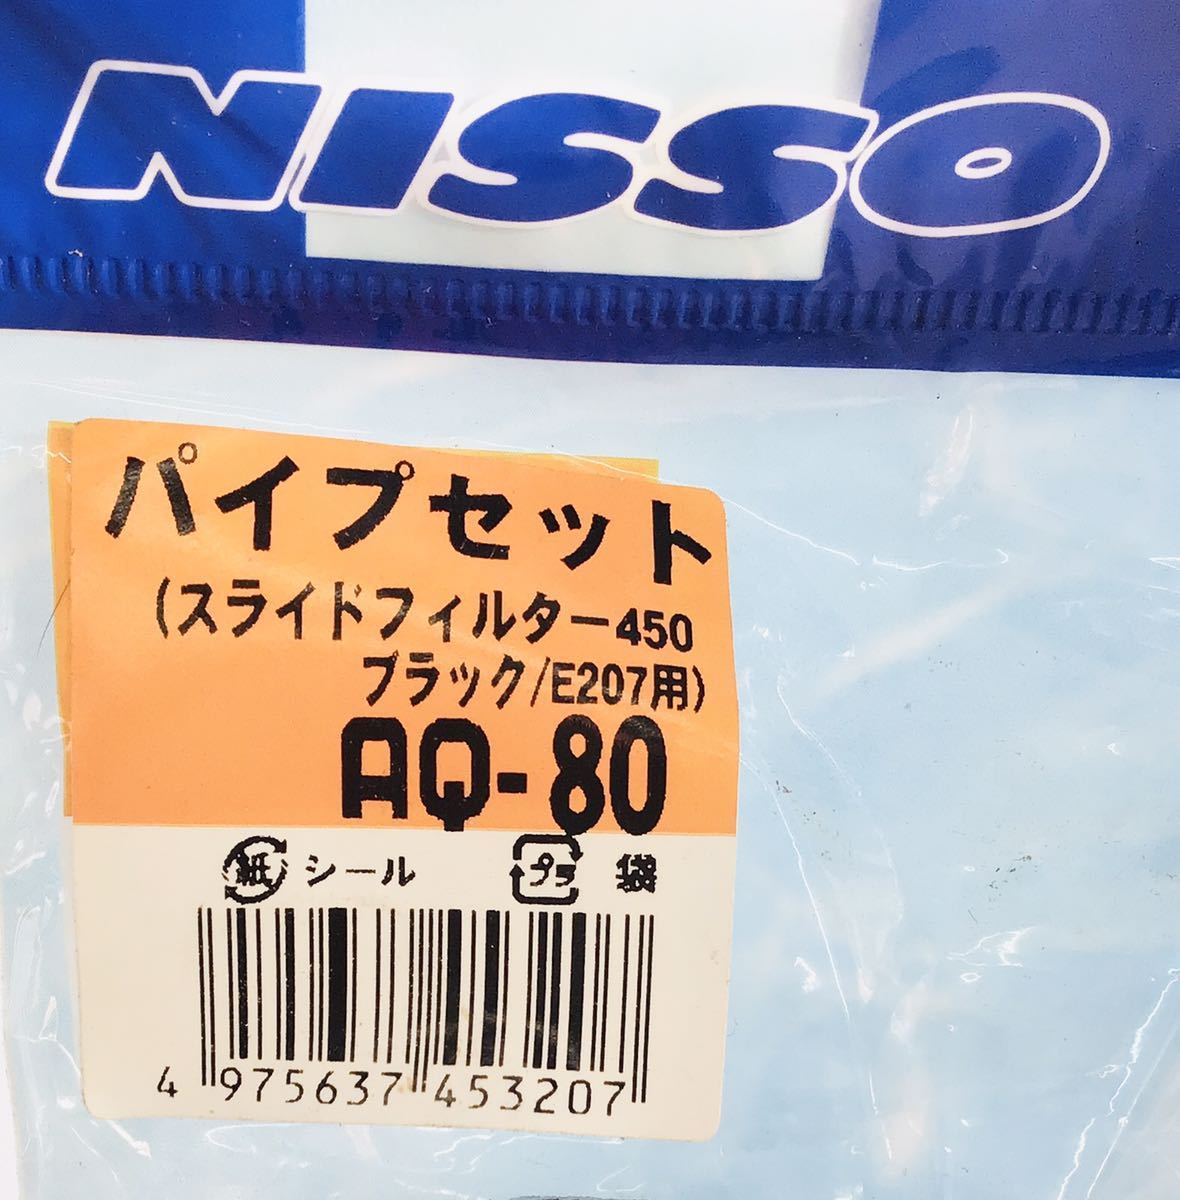 NISSO
パイプセット
(スライドフィルター450
ブラック/E207用)
AQ-80
紙 シール プラ 袋
4 975637 453207